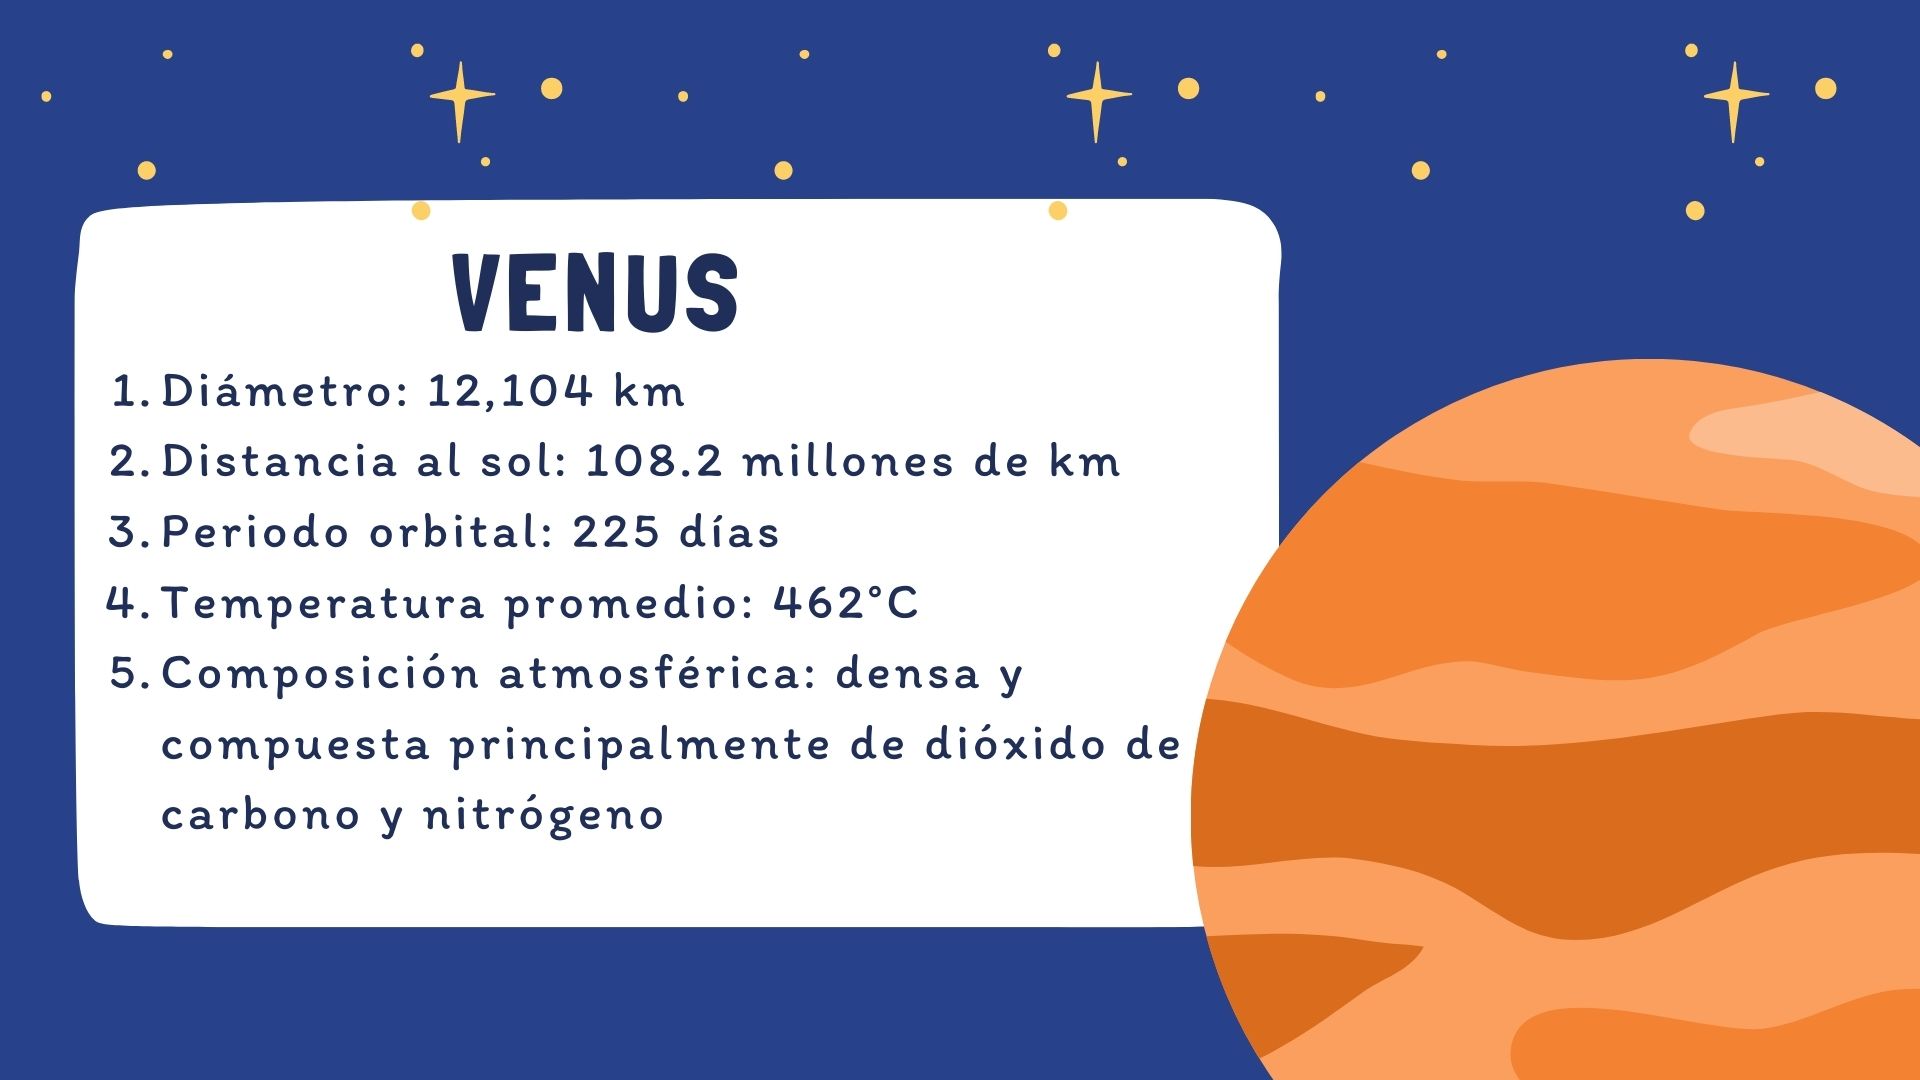 VENUS
1. Diámetro: 12,104 km
2. Distancia al sol: 108.2 millones de km
3. Periodo orbital: 225 días
4. Temperatura promedio: 462°C
5. Composición atmosférica: densa y
compuesta principalmente de dióxido de
carbono y nitrógeno